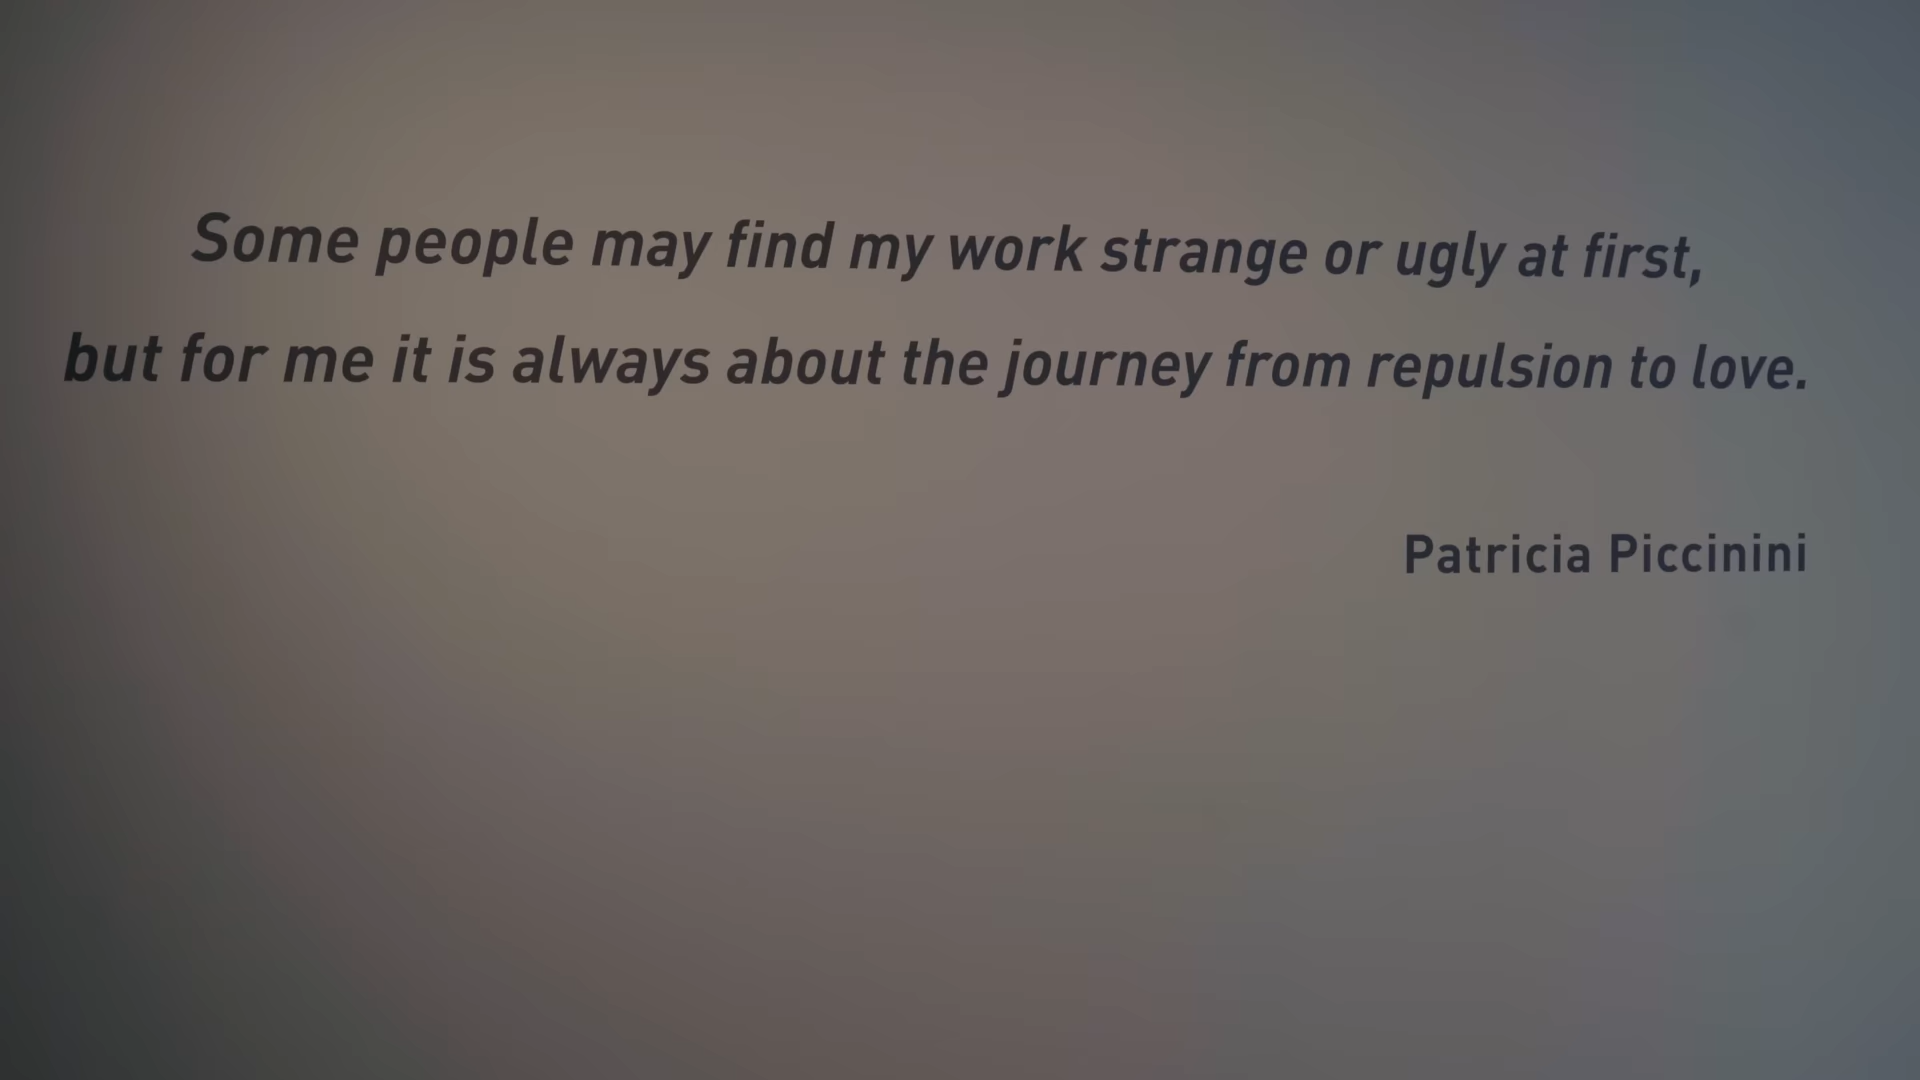 Some people may find my work strange or ugly at first,
but for me it is always about the journey from repulsion to love.
Patricia Piccinini